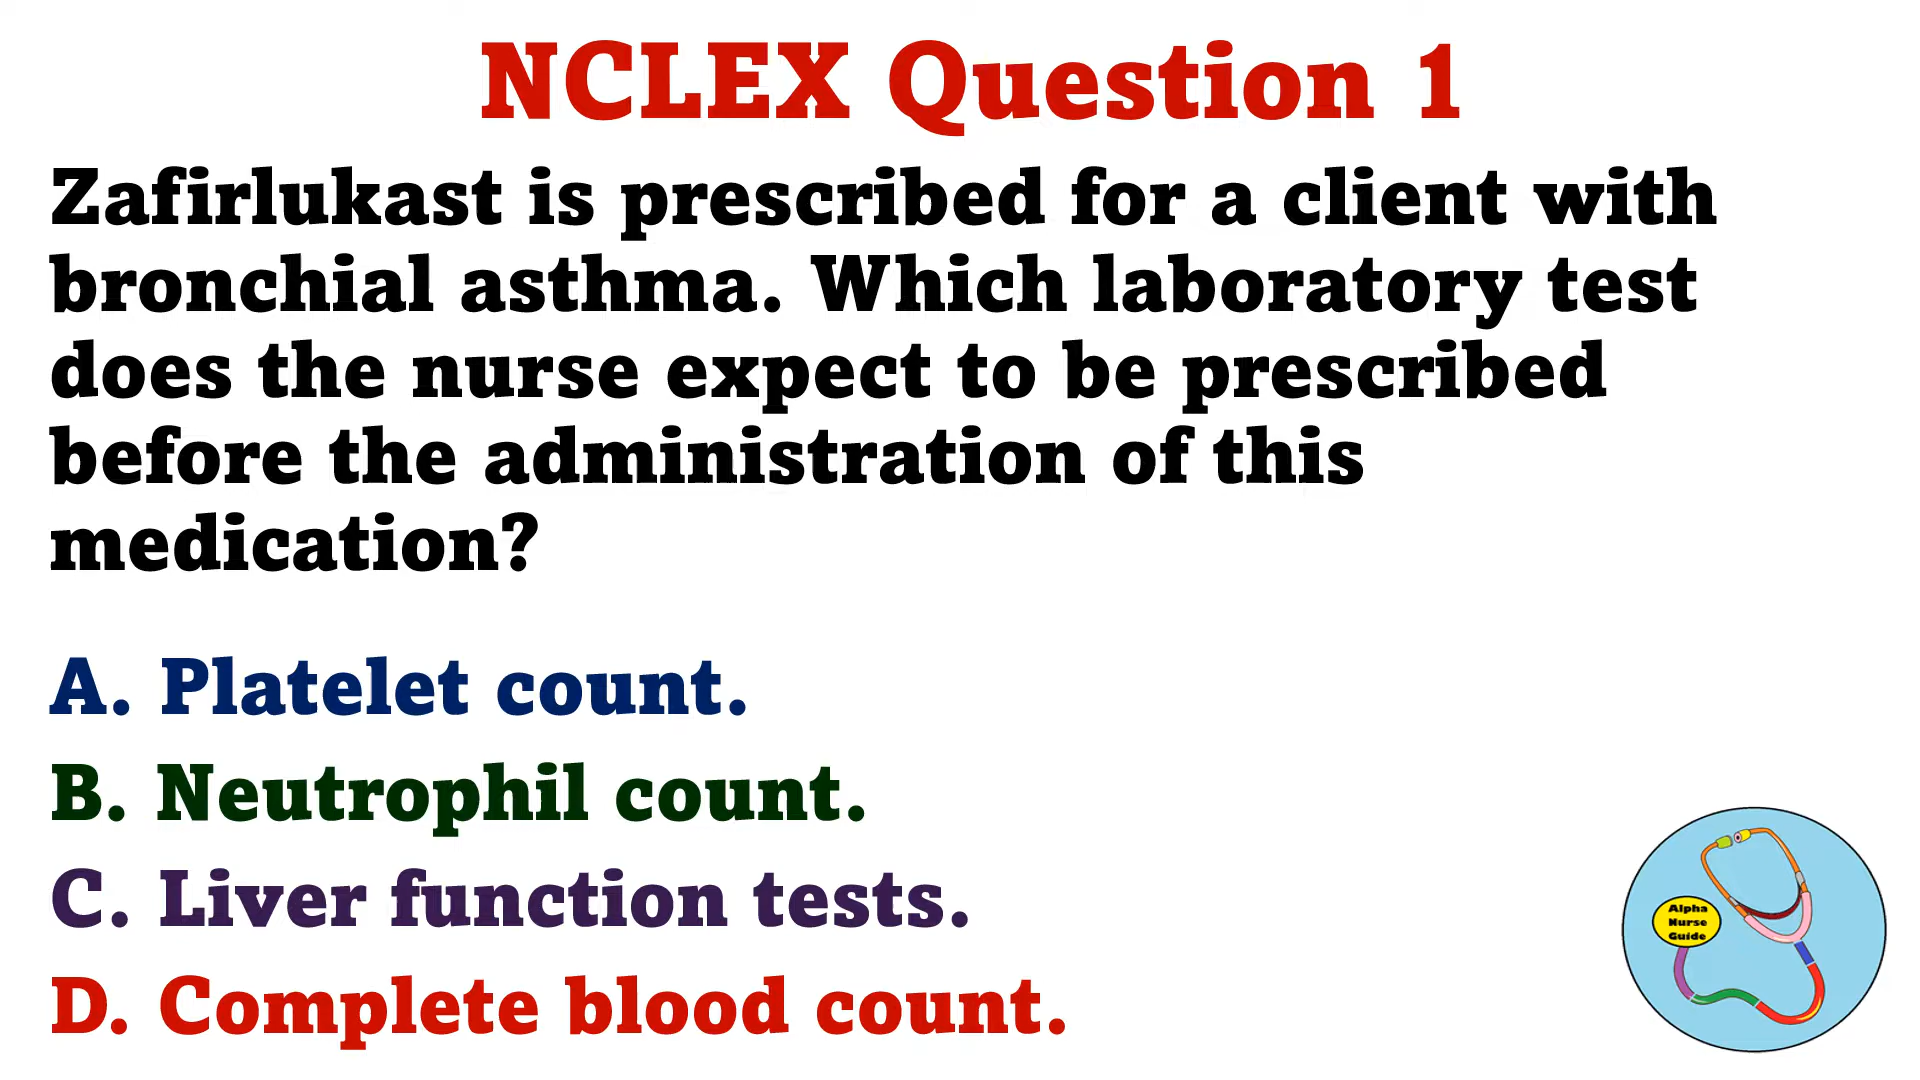 NCLEX Question 1
Zafirlukast is prescribed for a client with
bronchial asthma. Which laboratory test
does the nurse expect to be prescribed
before the administration of this
medication?
A. Platelet count.
B. Neutrophil count.
C. Liver function tests.
D. Complete blood count.
Alpha
Nurse
Guide